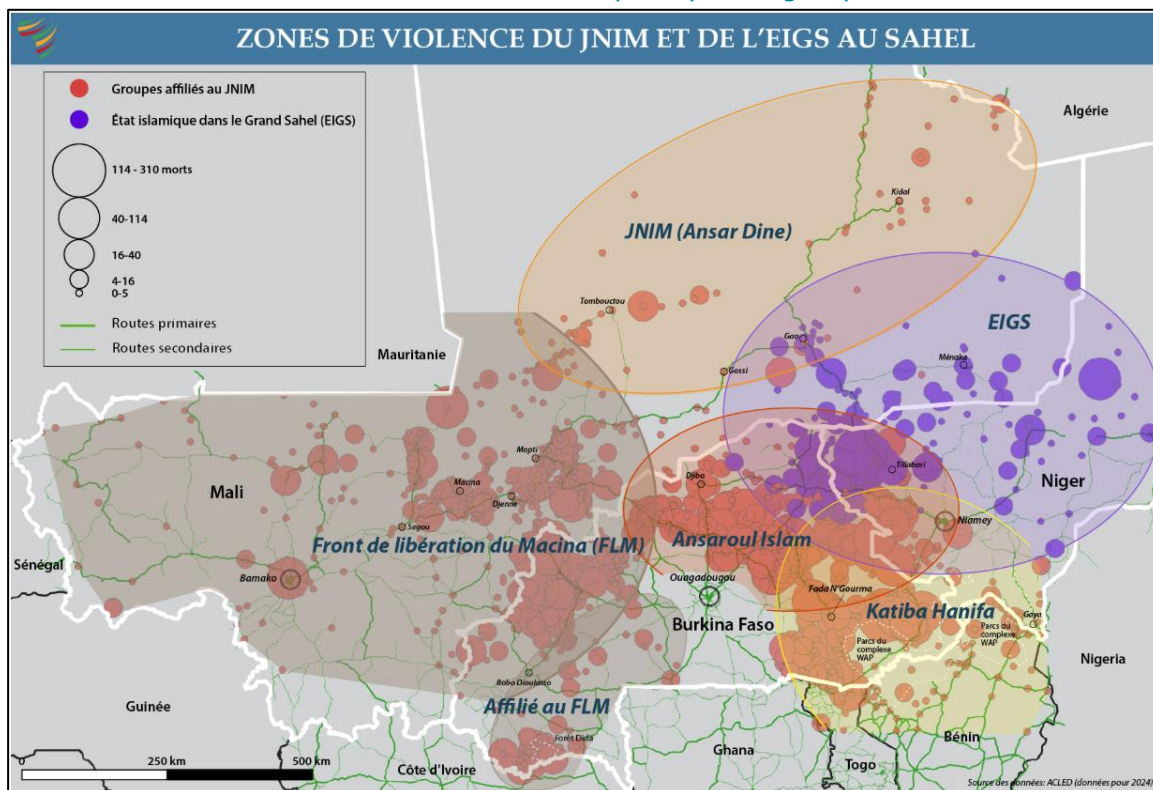 ZONES DE VIOLENCE DU JNIM ET DE L'EIGS AU SAHEL
Groupes affiliés au JNIM
État islamique dans le Grand Sahel (EIGS)
114 - 310 morts
40-114
16-40
4-16
0-5
Routes primaires
Routes secondaires
Algérie
Kidal
JNIM (Ansar Dine)
Tombouctou
Mauritanie
EIGS
Gao
Ménaka
Gossi
Mopti
Djibo
Tillabari
Macina
Mali
Djenne
Niger
Segou
Niamey
Front de libération du Macina (FLM)
Ansaroul Islam
Sénégal
Bamako
Ouagadougou
Fada N'Gourma
Katiba Hanifa
Burkina Faso
Gaya
Parcs du
complexe
WAP
Parcs du
complexe
WAP
Nigeria
Bobo Dioulasso
Guinée
Affilié au FLM
Forêt Dida
Bénin
Ghana
Togo
Côte d'Ivoire
0
250 km
500 km
Source des données: ACLED (données pour 2024)